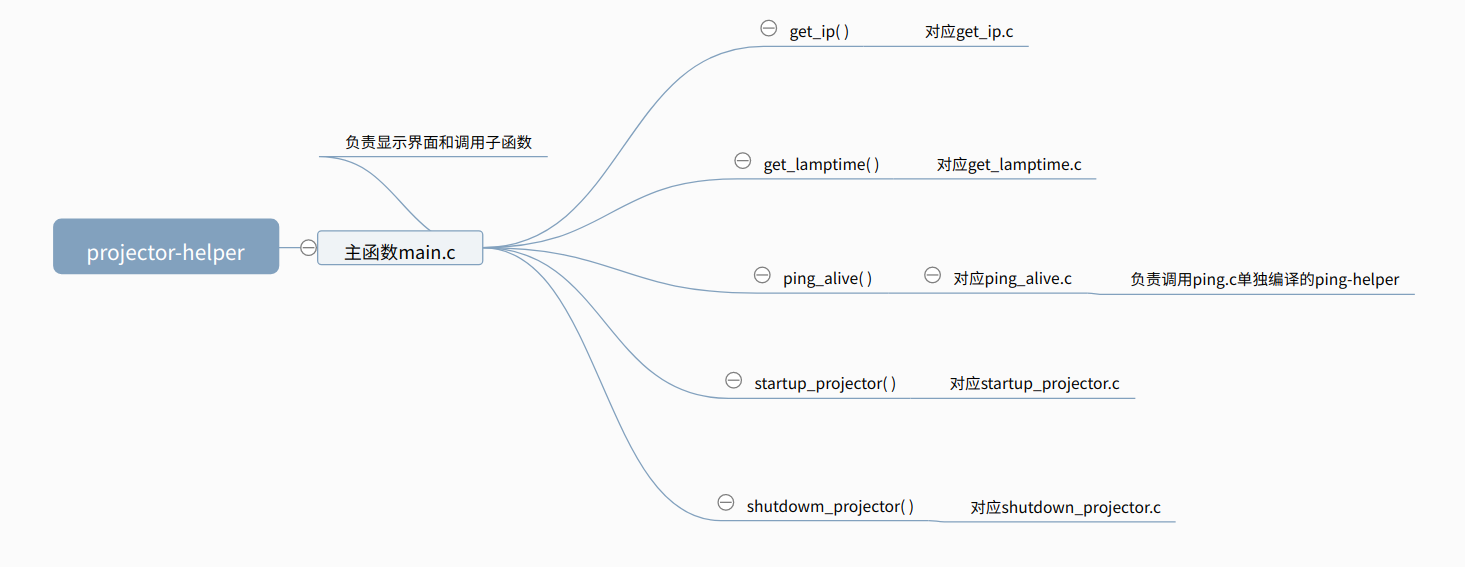 get_ip( )
对应get_ip.c
负责显示界面和调用子函数
get_lamptime( )
对应get_lamptime.c
projector-helper
主函数main.c
ping_alive( )
对应ping_alive.c
负责调用ping.c单独编译的ping-helper
startup_projector( )
对应startup_projector.c
shutdowm_projector( )
对应shutdown_projector.c